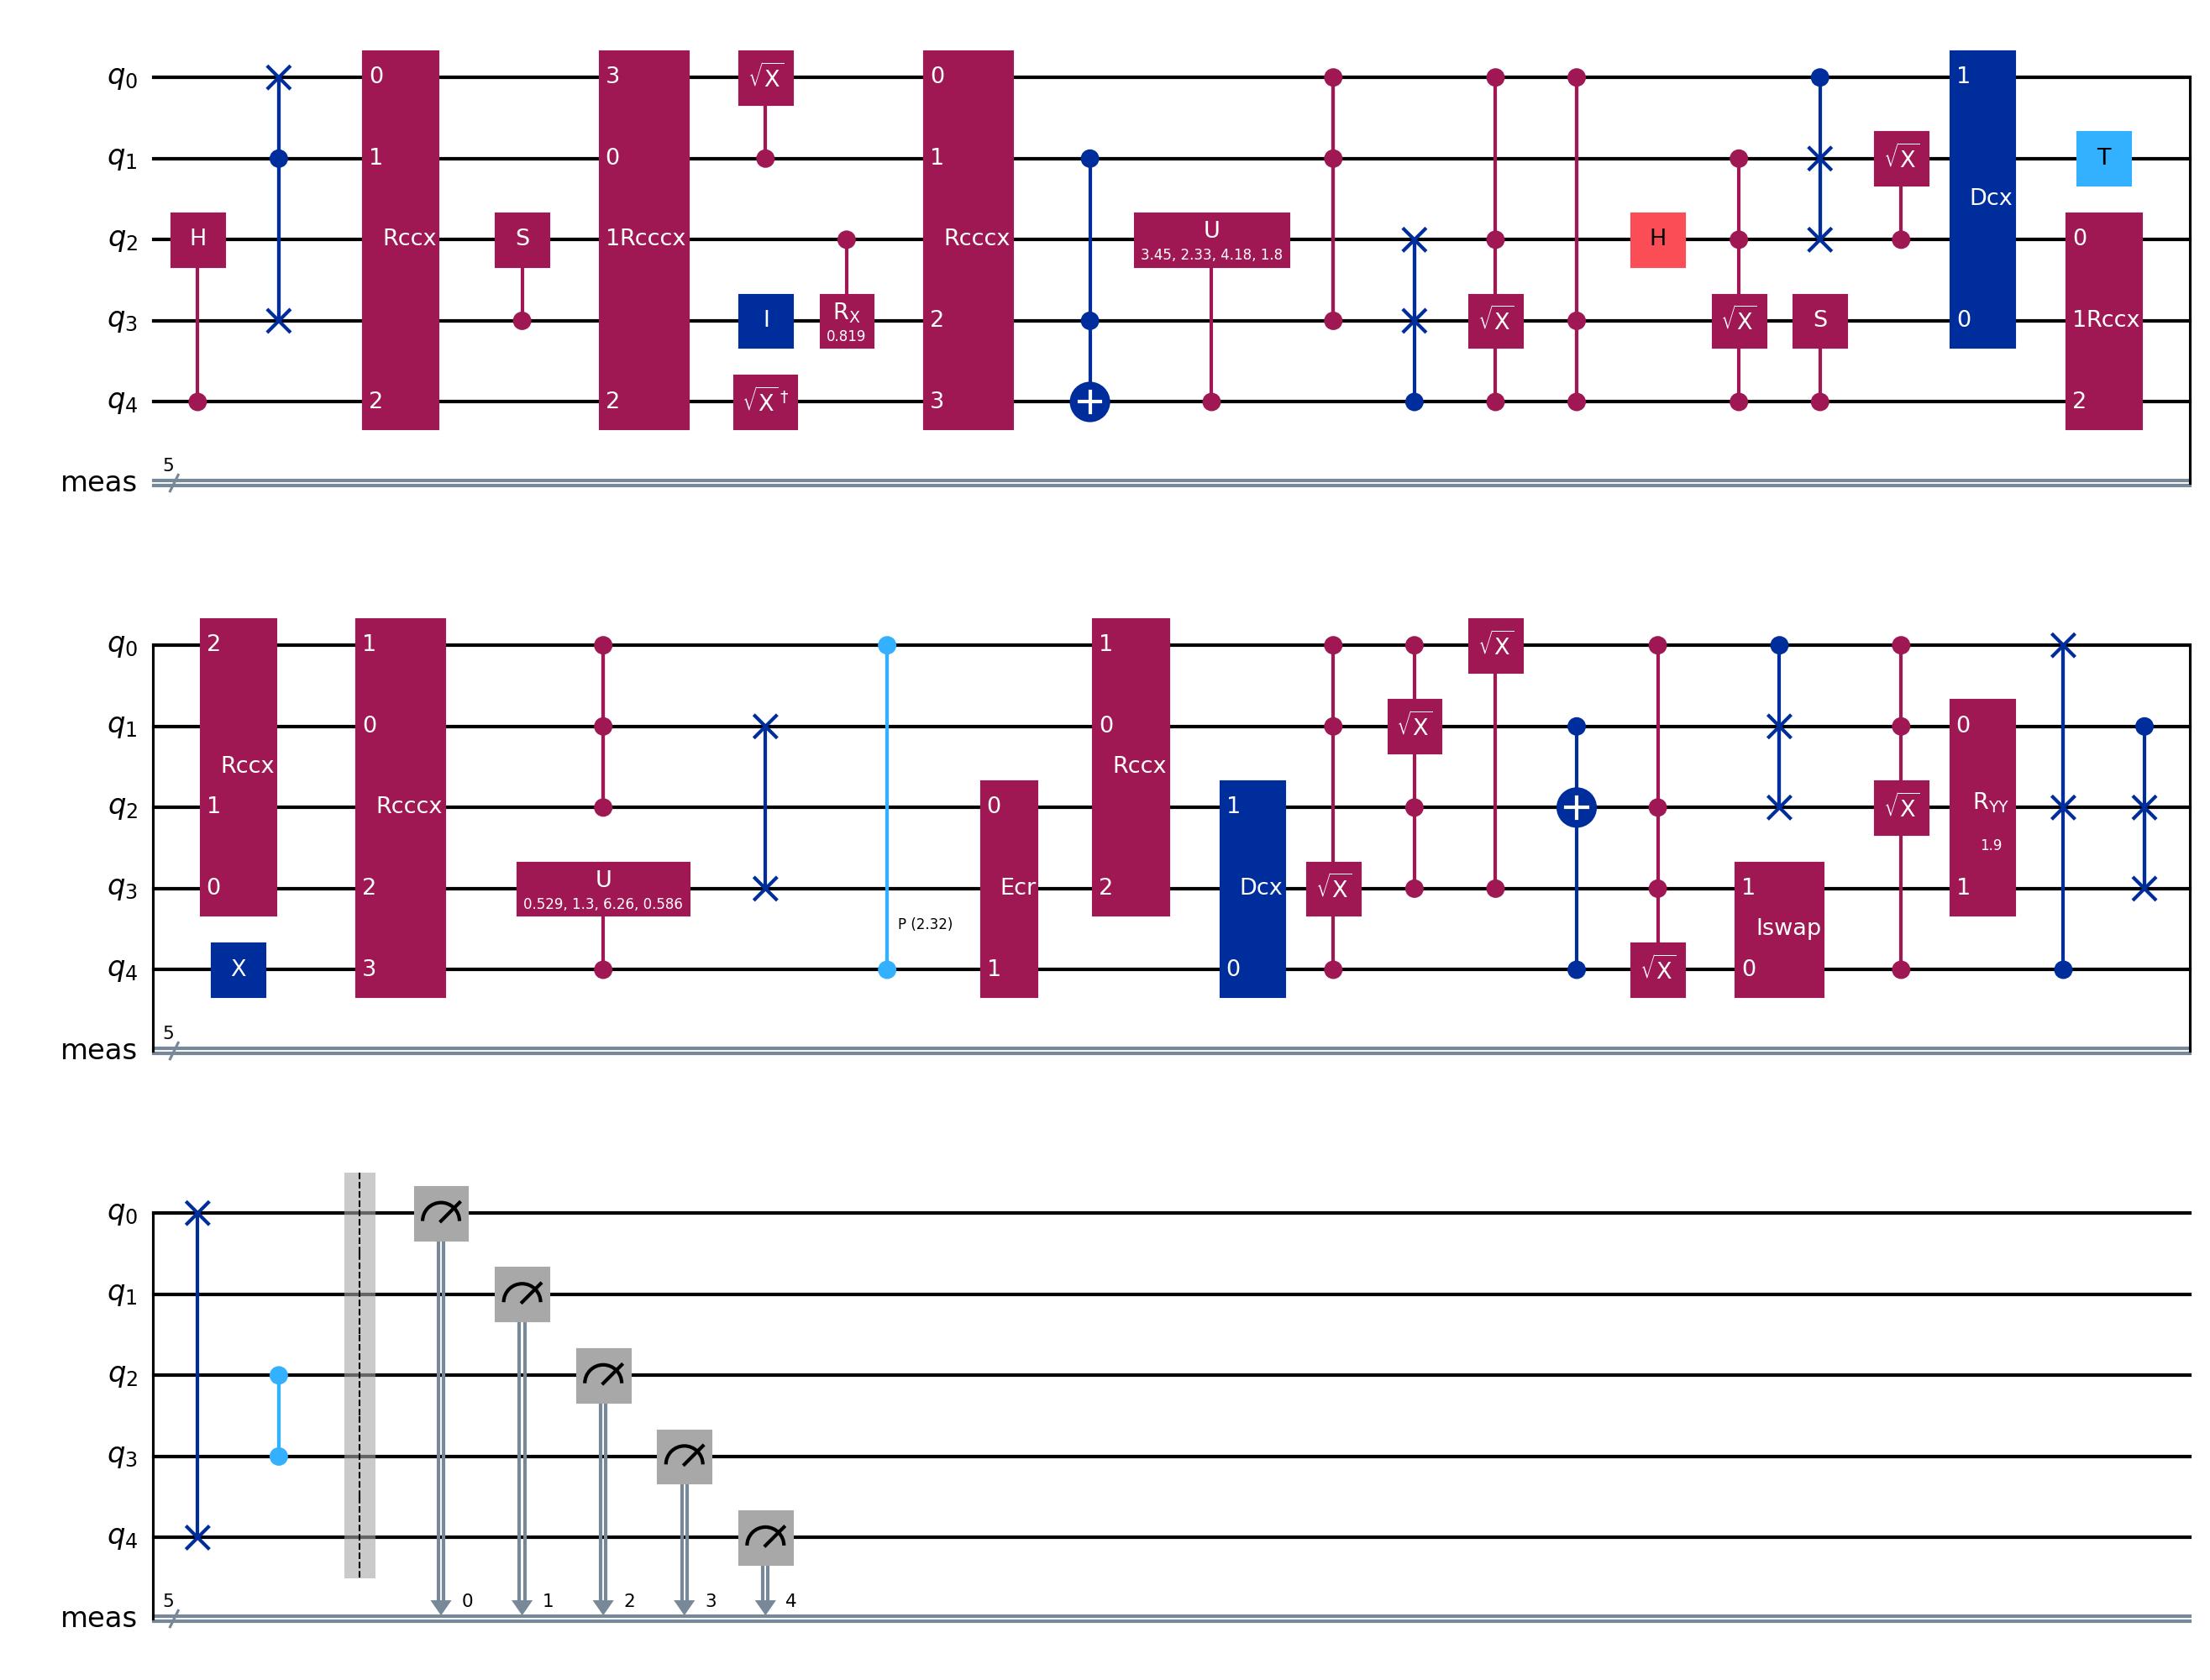 q0 0 3 √X 0 1
q1 1 0 1 √X Dcx T
H q2 Rccx S 1Rcccx Rcccx U 3.45, 2.33, 4.18, 1.8 H 0
q3 I RX 0.819 2 √X √X S 0 1Rccx
q4 2 2 √X† 3 2
meas 5
q0 2 1 1 √X
q1 0 0 √X 0
Rccx Rccx
q2 1 Rcccx 0 1 √X RYY 1.9
q3 0 2 U 0.529, 1.3, 6.26, 0.586 Ecr 2 Dcx √X 1 1
P (2.32) Iswap
q4 X 3 1 0 √X 0
meas 5
q0
q1
q2
q3
q4
meas 5 0 1 2 3 4